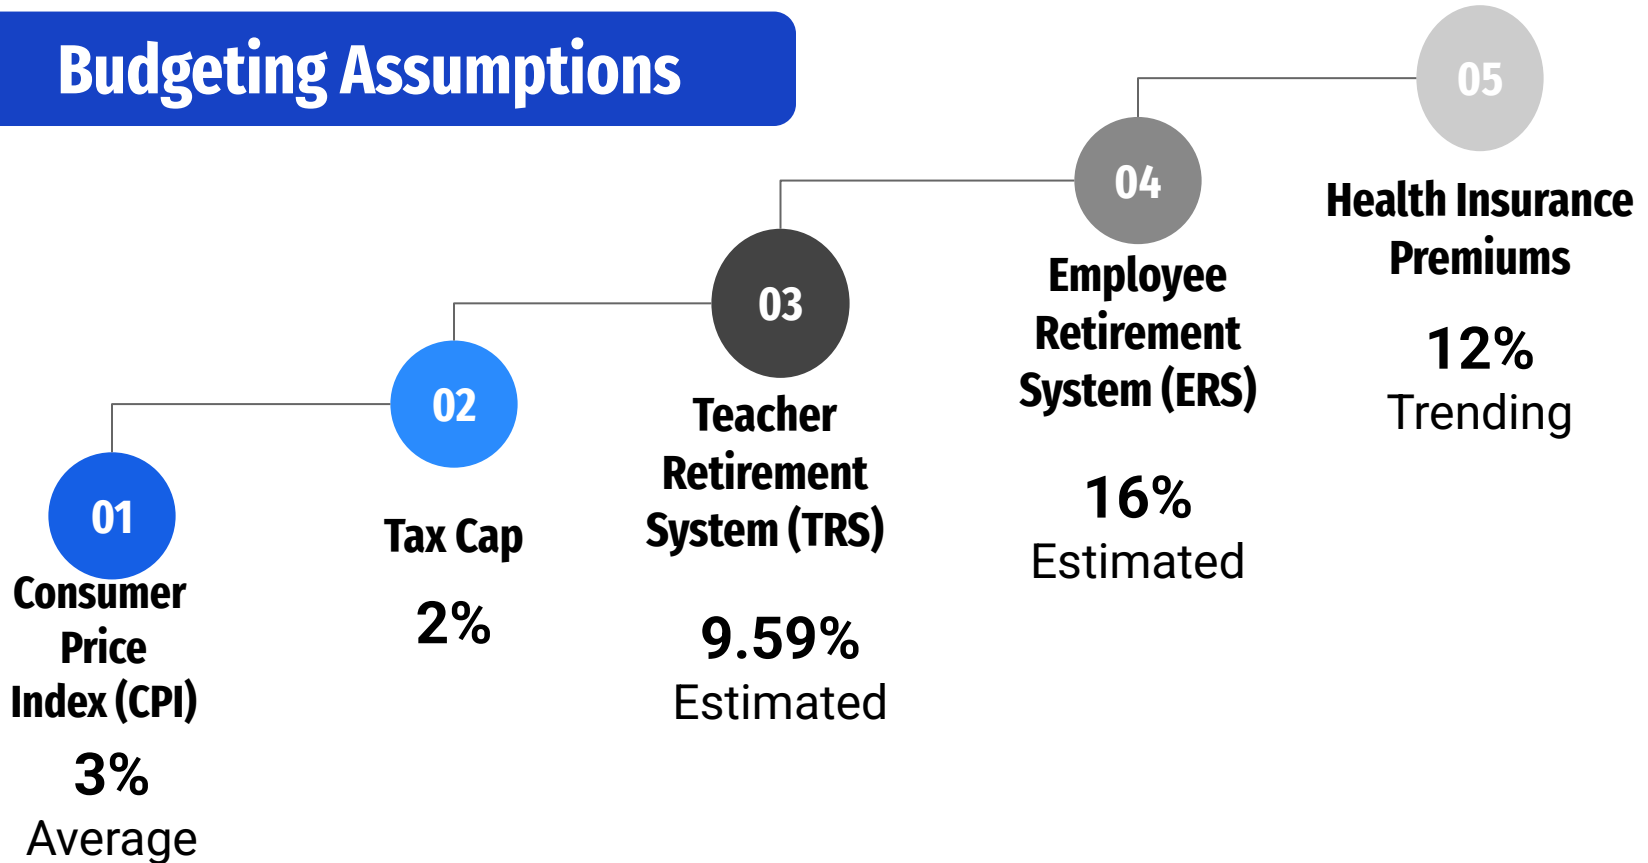 Budgeting Assumptions
01
Consumer
Price
Index (CPI)
3%
Average
02
Tax Cap
2%
03
Teacher
Retirement
System (TRS)
9.59%
Estimated
04
Employee
Retirement
System (ERS)
16%
Estimated
05
Health Insurance
Premiums
12%
Trending